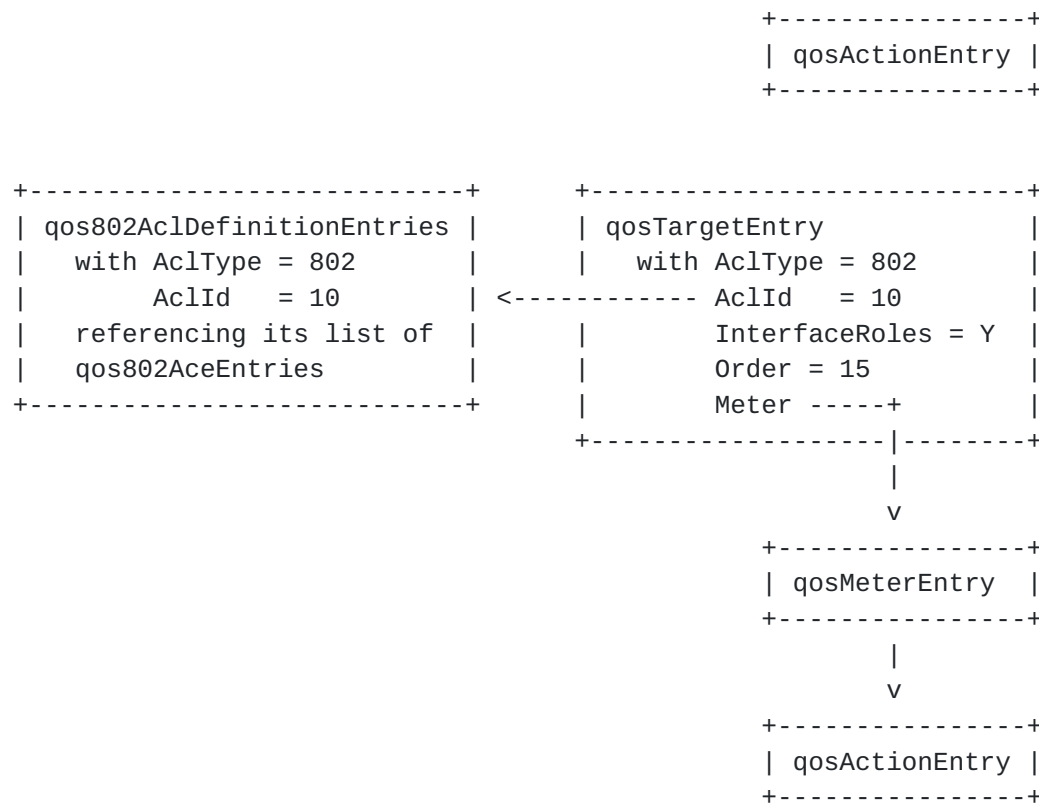 +----------------+
| qosActionEntry |
+----------------+
+----------------------------+      +----------------------------+
| qos802AclDefinitionEntries |      | qosTargetEntry             |
|   with AclType = 802       |      |   with AclType = 802       |
|        AclId   = 10        | <------------ AclId   = 10        |
|   referencing its list of  |      |        InterfaceRoles = Y  |
|   qos802AceEntries         |      |        Order = 15          |
+----------------------------+      |        Meter -----+        |
+-------------------|--------+
|
v
+----------------+
| qosMeterEntry  |
+----------------+
|
v
+----------------+
| qosActionEntry |
+----------------+